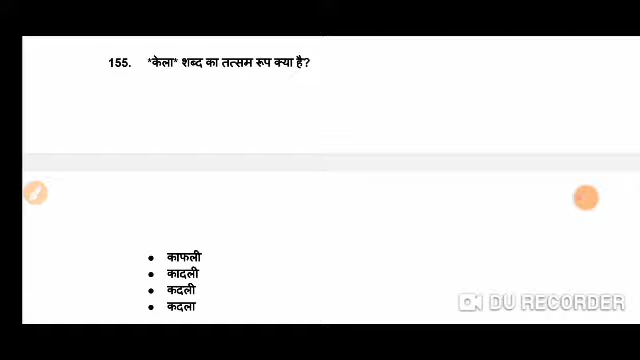 155. *केला* शब्द का तत्सम रूप क्या है?
• काफली
• कादली
• कदली
• कदला
DU RECORDER